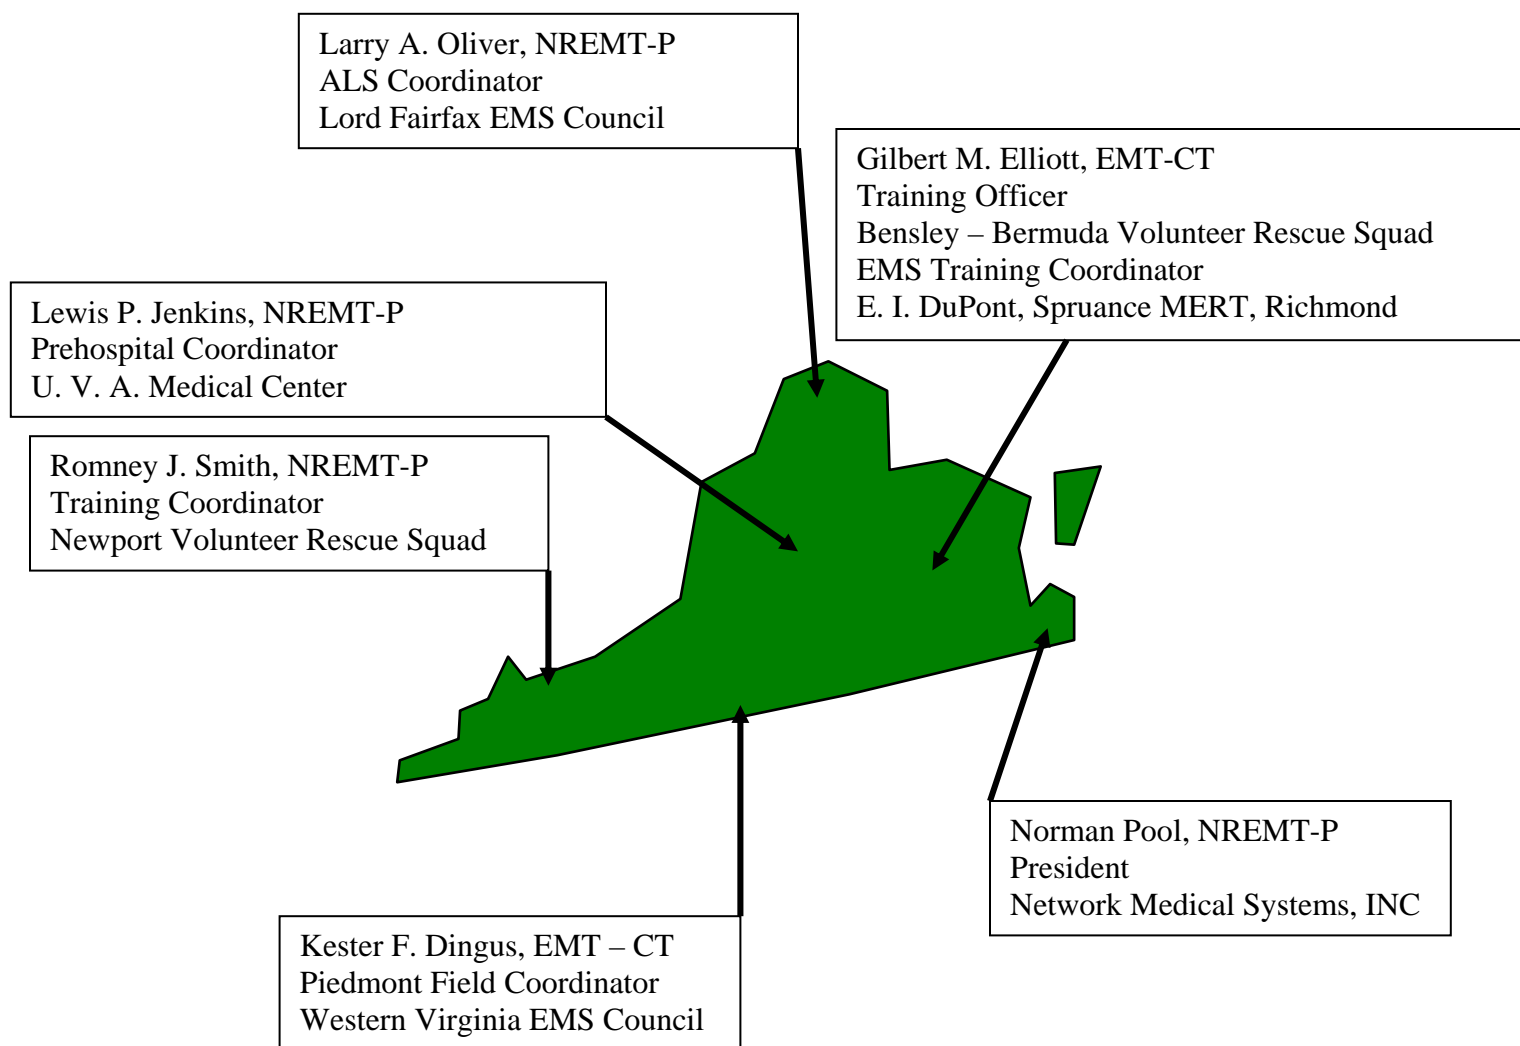 Larry A. Oliver, NREMT-P
ALS Coordinator
Lord Fairfax EMS Council
Gilbert M. Elliott, EMT-CT
Training Officer
Bensley – Bermuda Volunteer Rescue Squad
EMS Training Coordinator
E. I. DuPont, Spruance MERT, Richmond
Lewis P. Jenkins, NREMT-P
Prehospital Coordinator
U. V. A. Medical Center
Romney J. Smith, NREMT-P
Training Coordinator
Newport Volunteer Rescue Squad
Norman Pool, NREMT-P
President
Network Medical Systems, INC
Kester F. Dingus, EMT – CT
Piedmont Field Coordinator
Western Virginia EMS Council